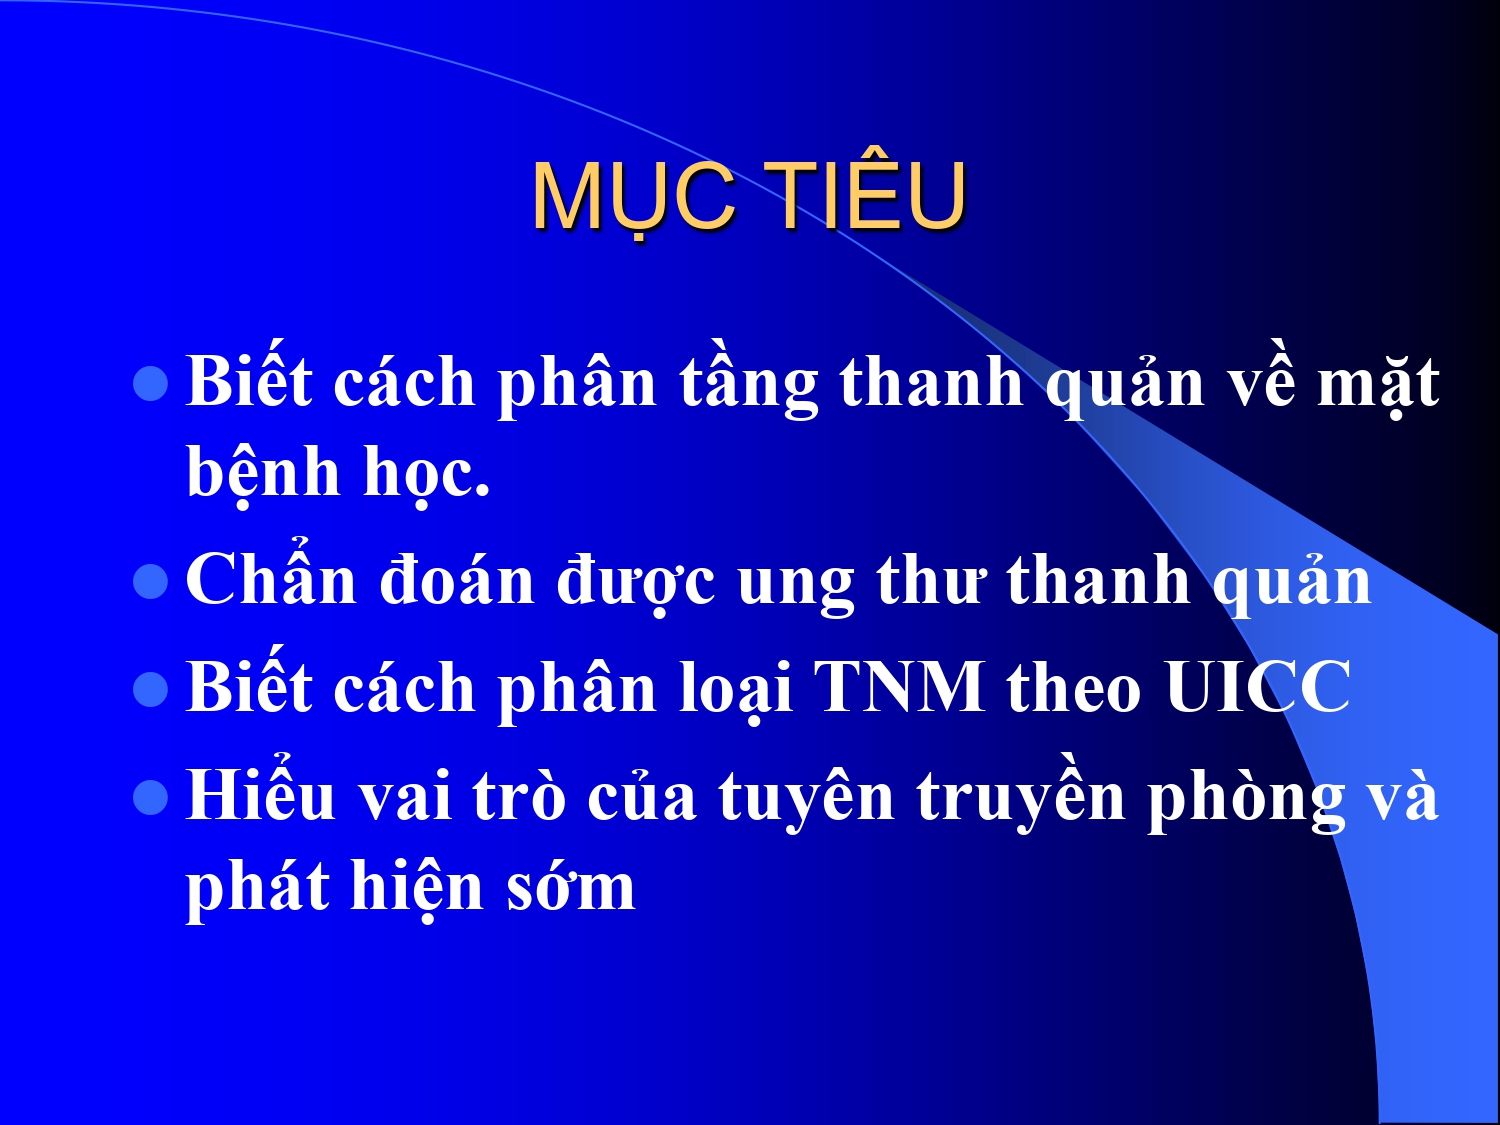 MỤC TIÊU
Biết cách phân tầng thanh quản về mặt
bệnh học.
Chẩn đoán được ung thư thanh quản
Biết cách phân loại TNM theo UICC
Hiểu vai trò của tuyên truyền phòng và
phát hiện sớm